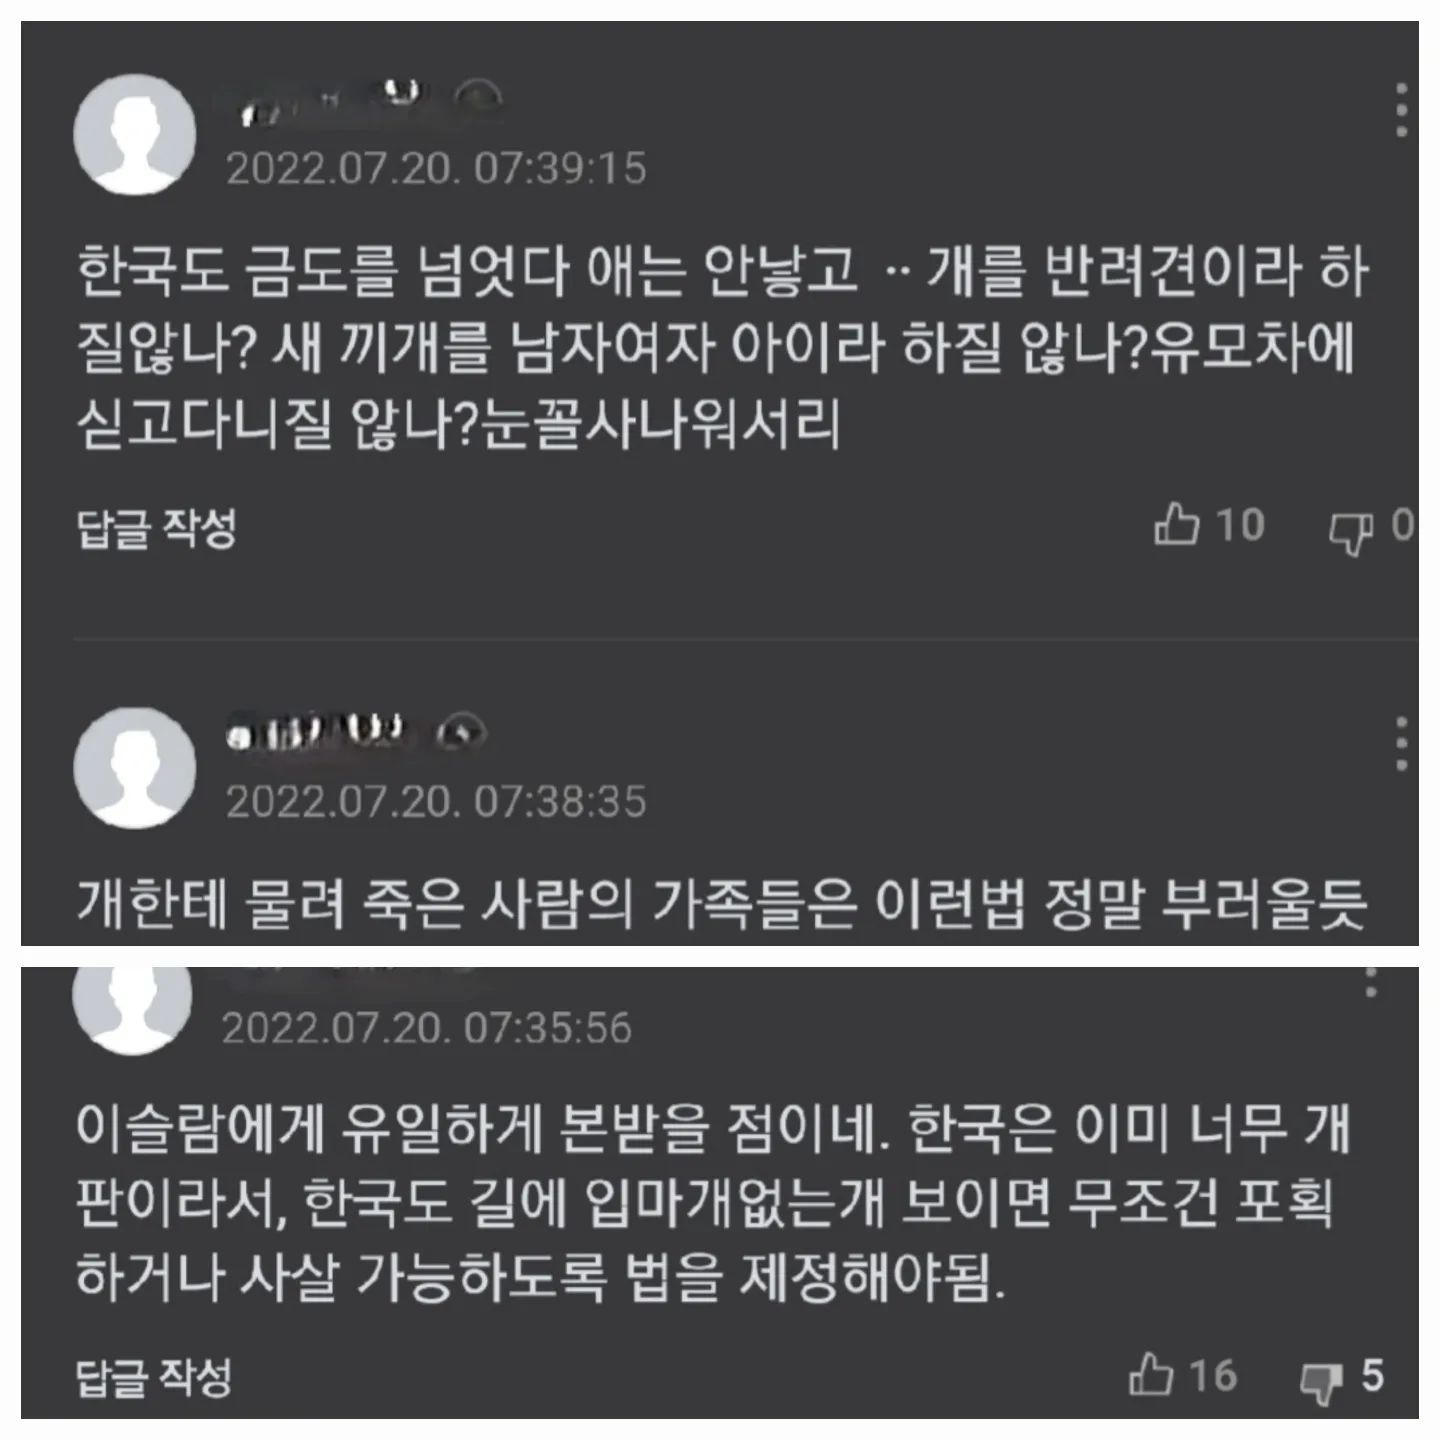 2022.07.20. 07:39:15
한국도 금도를 넘엇다 애는 안낳고 ‥개를 반려견이라 하
질않나? 새 끼개를 남자여자 아이라 하질 않나?유모차에
싣고다니질 않나?눈꼴사나워서리
답글 작성 10 0
2022.07.20. 07:38:35
개한테 물려 죽은 사람의 가족들은 이런법 정말 부러울듯
2022.07.20. 07:35:56
이슬람에게 유일하게 본받을 점이네. 한국은 이미 너무 개
판이라서, 한국도 길에 입마개없는개 보이면 무조건 포획
하거나 사살 가능하도록 법을 제정해야됨.
답글 작성 16 5